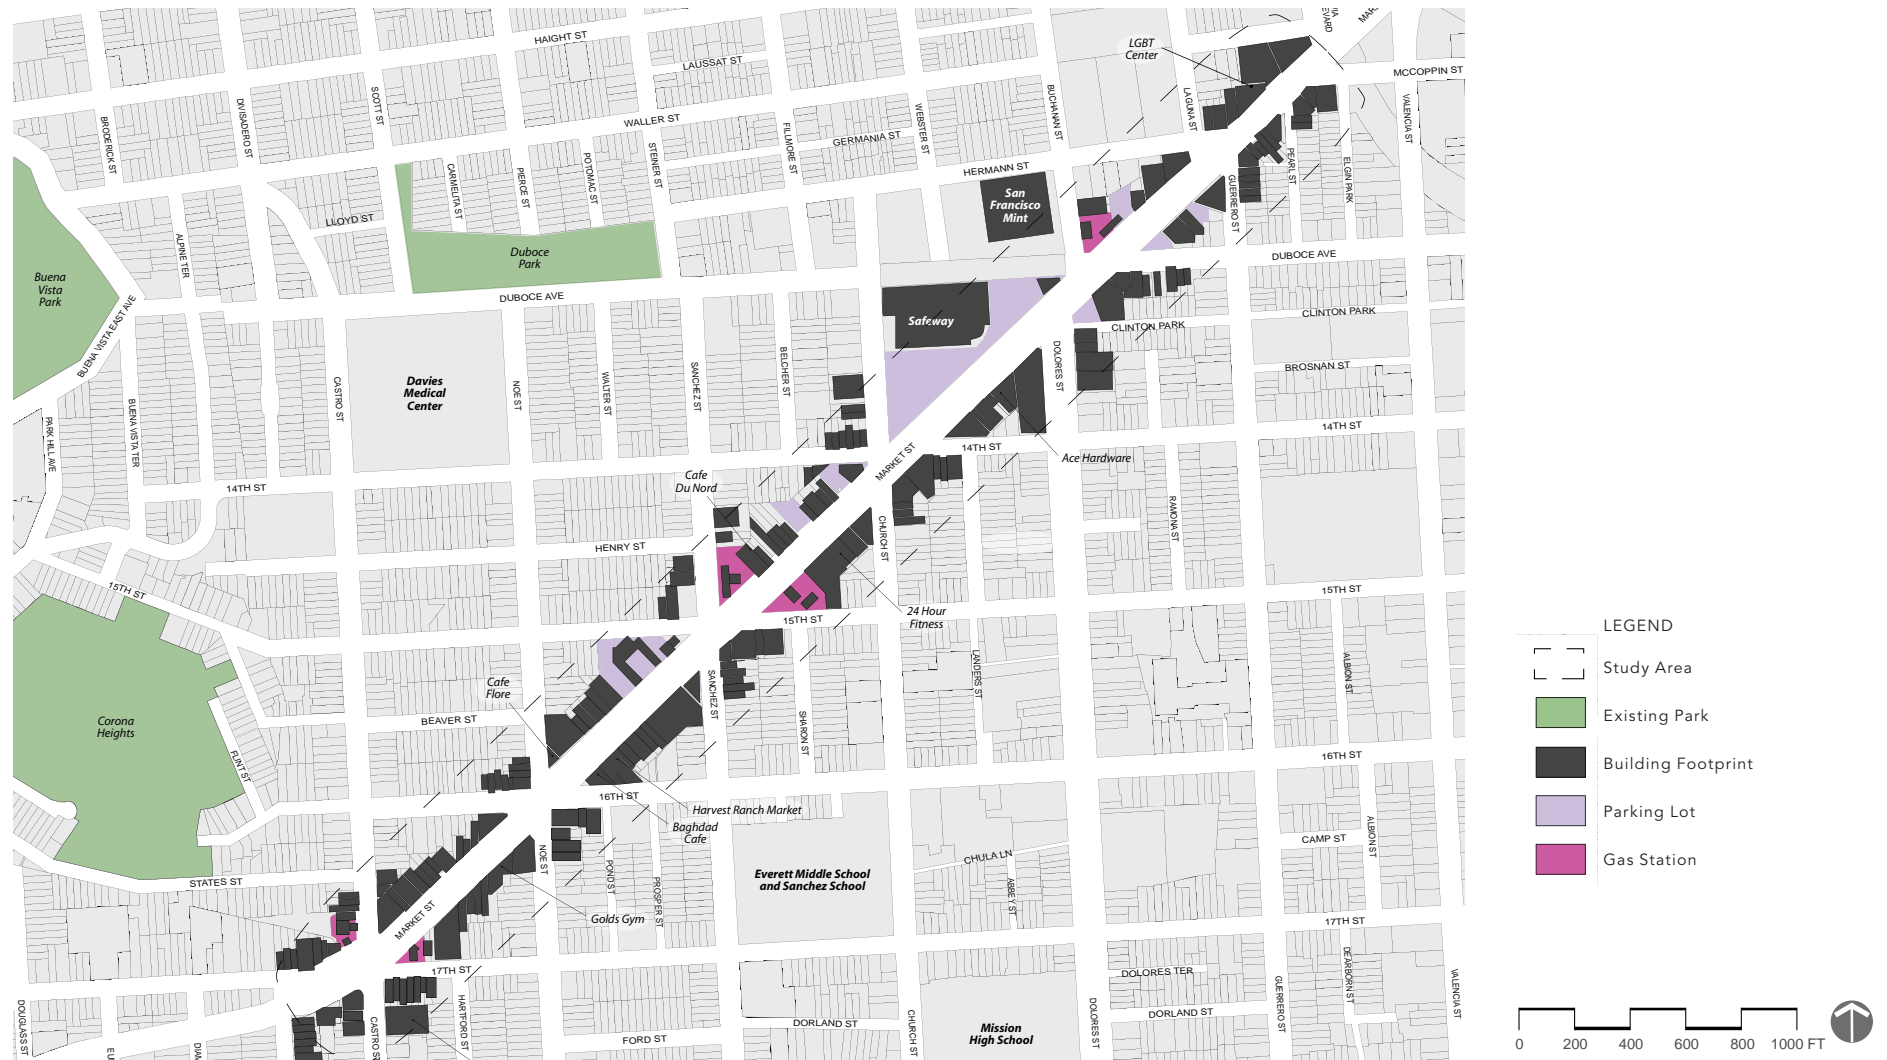 HAIGHT ST
LAUSSAT ST
LGBT
Center
MCCOPPIN ST
BRODERICK ST
DIVISADERO ST
SCOTT ST
WALLER ST
FILLMORE ST
GERMANIA ST
WEBSTER ST
BUCHANAN ST
LAGUNA ST
VALENCIA ST
HERMANN ST
CARMELITA ST
PIERCE ST
POTOMAC ST
STEINER ST
PEARL ST
ELGIN PARK
GUERRERO ST
San
Francisco
Mint
LLOYD ST
ALPINE TER
Duboce
Park
Buena
Vista
Park
DUBOCE AVE
DUBOCE AVE
BUENA VISTA EAST AVE
Safeway
CLINTON PARK
CLINTON PARK
BROSNAN ST
DOLORES ST
Davies
Medical
Center
CASTRO ST
NOE ST
WALTER ST
SANCHEZ ST
BELCHER ST
PARK HILL AVE
BUENA VISTA TER
14TH ST
14TH ST
14TH ST
MARKET ST
Ace Hardware
Cafe
Du Nord
RAMONA ST
CHURCH ST
HENRY ST
15TH ST
15TH ST
15TH ST
24 Hour
Fitness
LANDERS ST
ALBION ST
SANCHEZ ST
SHARON ST
Cafe
Flore
BEAVER ST
Corona
Heights
FLINT ST
16TH ST
16TH ST
Harvest Ranch Market
Baghdad
Cafe
CAMP ST
ALBION ST
CHULA LN
ABBEY ST
NOE ST
POND ST
PROSPER ST
Everett Middle School
and Sanchez School
STATES ST
MARKET ST
Golds Gym
17TH ST
17TH ST
DOLORES TER
DEARBORN ST
VALENCIA ST
GUERRERO ST
DOLORES ST
DORLAND ST
DORLAND ST
CHURCH ST
Mission
High School
FORD ST
HARTFORD ST
CASTRO S
DOUGLASS ST
LEGEND
Study Area
Existing Park
Building Footprint
Parking Lot
Gas Station
0 200 400 600 800 1000 FT